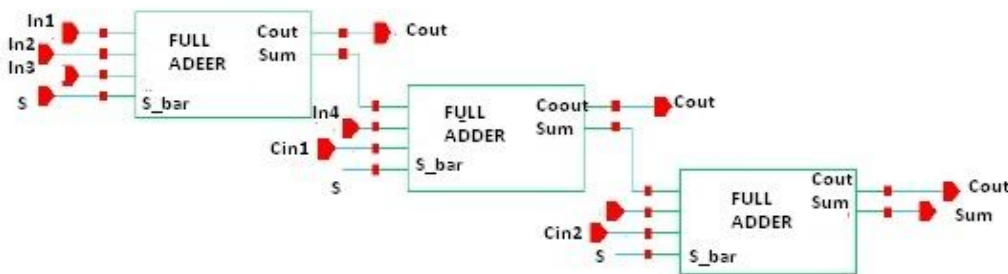 In1
In2
In3
S
FULL
ADEER
S_bar
Cout
Sum
Cout
In4
Cin1
S
FULL
ADDER
S_bar
Coout
Sum
Cout
Cin2
S
FULL
ADDER
S_bar
Cout
Sum
Cout
Sum